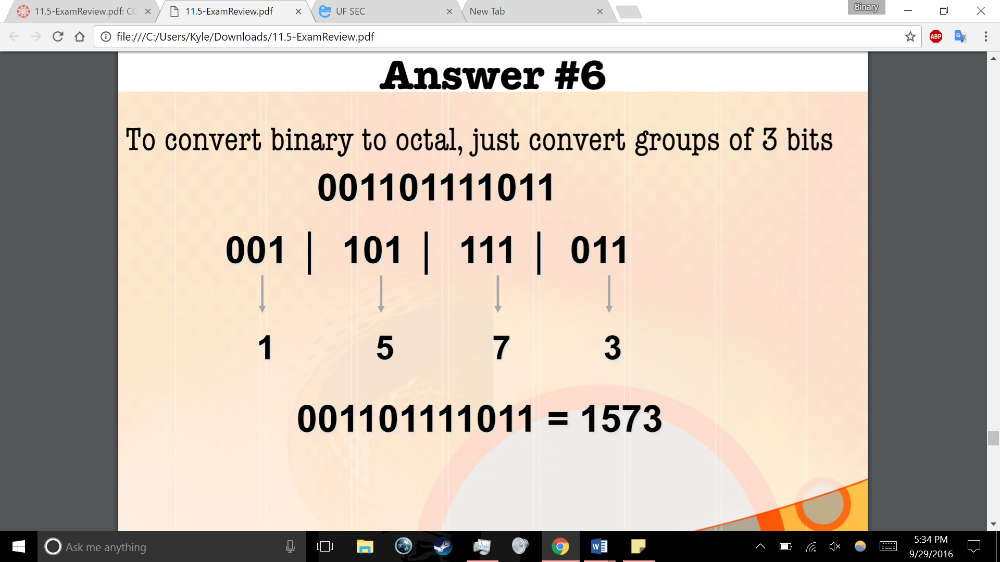 11.5-ExamReview.pdf: CC
11.5-ExamReview.pdf
UF SEC
New Tab
Binary
file:///C:/Users/Kyle/Downloads/11.5-ExamReview.pdf
ABP
Answer #6
To convert binary to octal, just convert groups of 3 bits
001101111011
001 | 101 | 111 | 011
1 5 7 3
001101111011 = 1573
Ask me anything
5:34 PM
9/29/2016